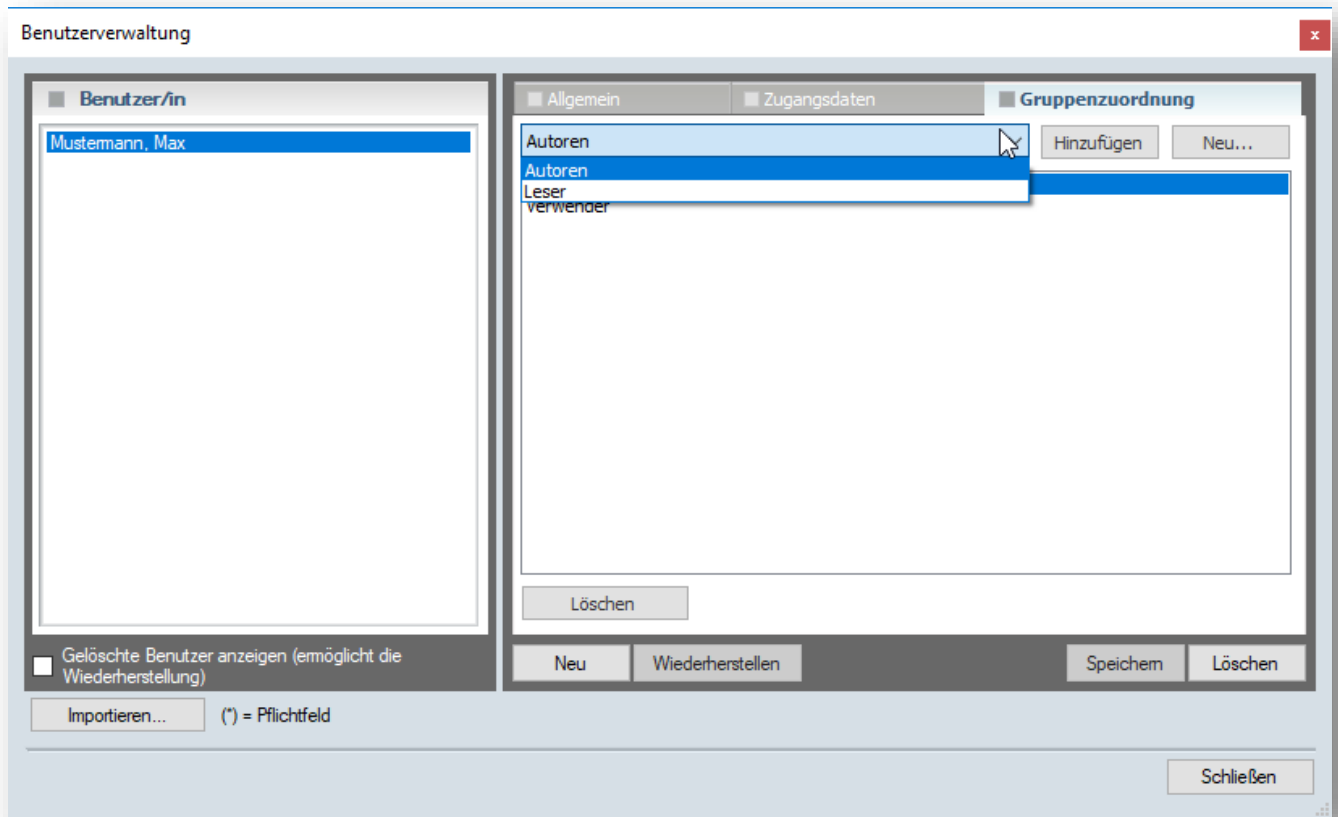 Benutzerverwaltung
x
Benutzer/in
Mustermann, Max
Gelöschte Benutzer anzeigen (ermöglicht die
Wiederherstellung)
Allgemein
Zugangsdaten
Gruppenzuordnung
Autoren
Hinzufügen
Neu...
Autoren
Leser
Verwender
Löschen
Neu
Wiederherstellen
Speichern
Löschen
Importieren...
(*) = Pflichtfeld
Schließen